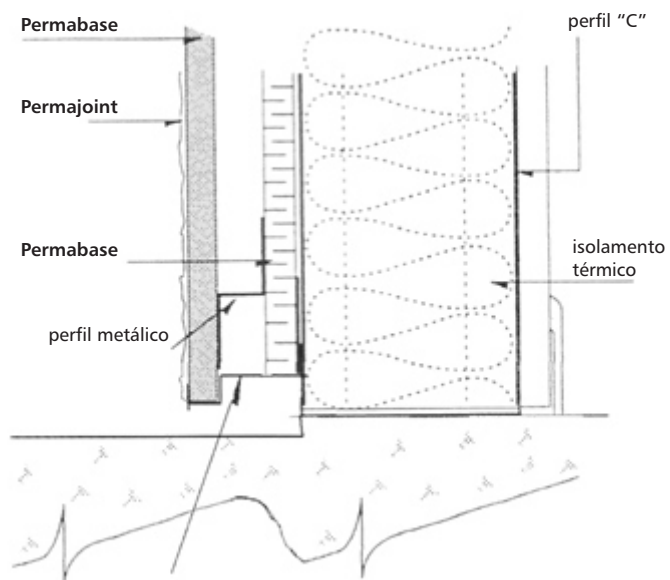 Permabase
perfil "C"
Permajoint
Permabase
isolamento
térmico
perfil metálico